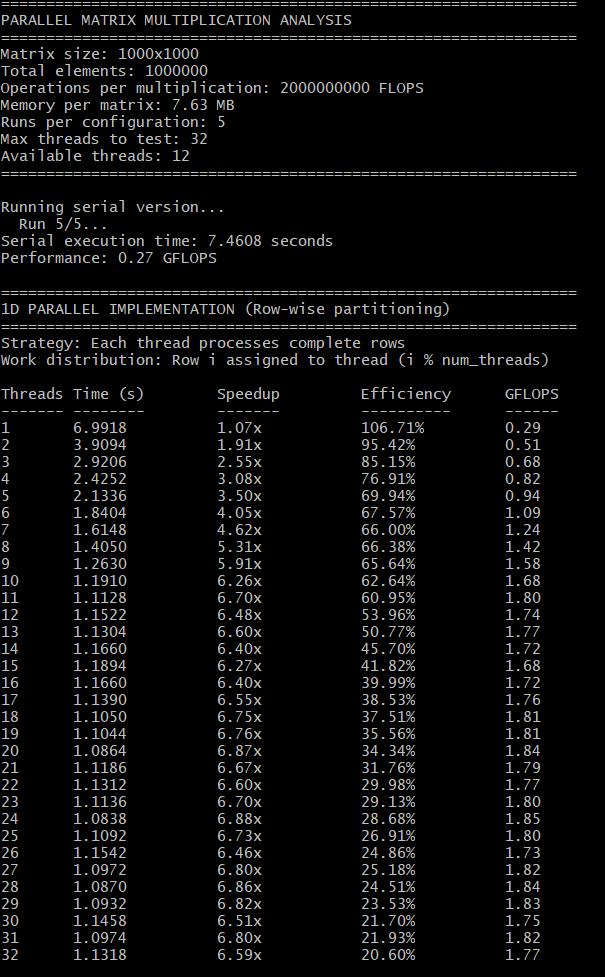 ================================================================
PARALLEL MATRIX MULTIPLICATION ANALYSIS
================================================================
Matrix size: 1000x1000
Total elements: 1000000
Operations per multiplication: 2000000000 FLOPS
Memory per matrix: 7.63 MB
Runs per configuration: 5
Max threads to test: 32
Available threads: 12
================================================================

Running serial version...
  Run 5/5...
Serial execution time: 7.4608 seconds
Performance: 0.27 GFLOPS

================================================================
1D PARALLEL IMPLEMENTATION (Row-wise partitioning)
================================================================
Strategy: Each thread processes complete rows
Work distribution: Row i assigned to thread (i % num_threads)

Threads Time (s)        Speedup         Efficiency      GFLOPS
------- --------        -------         ----------      ------
1       6.9918          1.07x           106.71%         0.29
2       3.9094          1.91x           95.42%          0.51
3       2.9206          2.55x           85.15%          0.68
4       2.4252          3.08x           76.91%          0.82
5       2.1336          3.50x           69.94%          0.94
6       1.8404          4.05x           67.57%          1.09
7       1.6148          4.62x           66.00%          1.24
8       1.4050          5.31x           66.38%          1.42
9       1.2630          5.91x           65.64%          1.58
10      1.1910          6.26x           62.64%          1.68
11      1.1128          6.70x           60.95%          1.80
12      1.1522          6.48x           53.96%          1.74
13      1.1304          6.60x           50.77%          1.77
14      1.1660          6.40x           45.70%          1.72
15      1.1894          6.27x           41.82%          1.68
16      1.1660          6.40x           39.99%          1.72
17      1.1390          6.55x           38.53%          1.76
18      1.1050          6.75x           37.51%          1.81
19      1.1044          6.76x           35.56%          1.81
20      1.0864          6.87x           34.34%          1.84
21      1.1186          6.67x           31.76%          1.79
22      1.1312          6.60x           29.98%          1.77
23      1.1136          6.70x           29.13%          1.80
24      1.0838          6.88x           28.68%          1.85
25      1.1092          6.73x           26.91%          1.80
26      1.1542          6.46x           24.86%          1.73
27      1.0972          6.80x           25.18%          1.82
28      1.0870          6.86x           24.51%          1.84
29      1.0932          6.82x           23.53%          1.83
30      1.1458          6.51x           21.70%          1.75
31      1.0974          6.80x           21.93%          1.82
32      1.1318          6.59x           20.60%          1.77